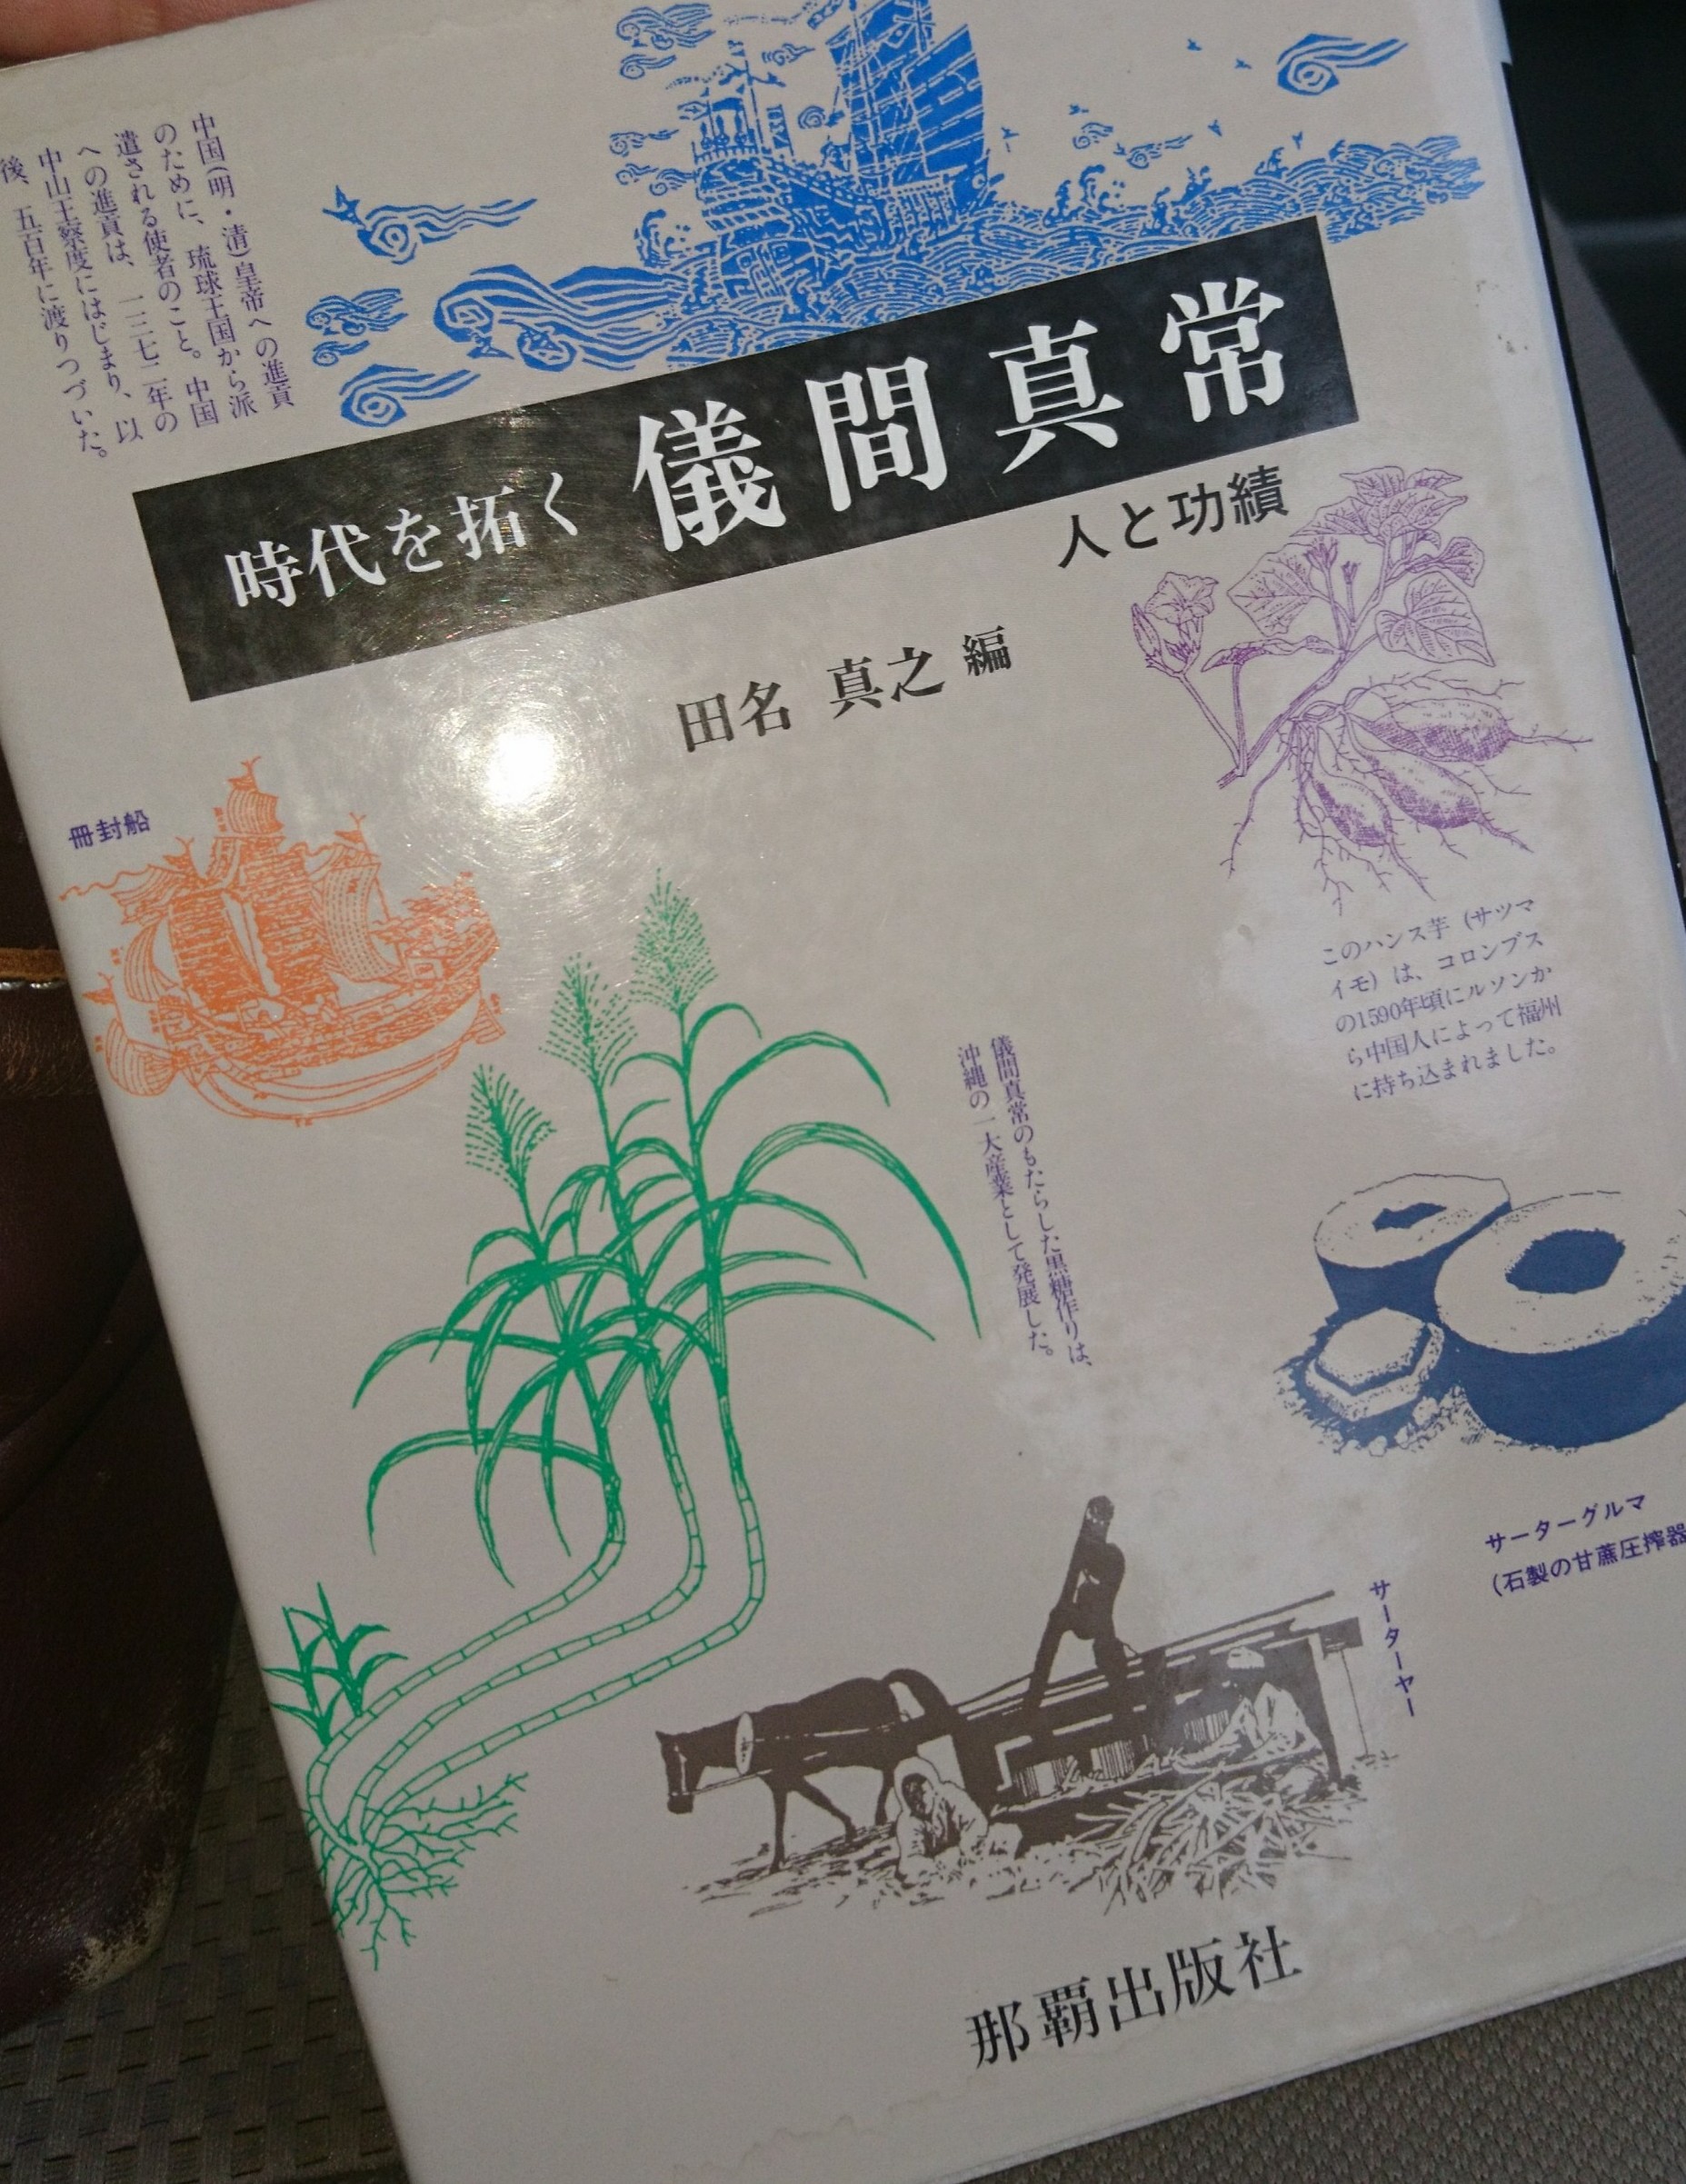 中国(明・清)皇帝への進貢
のために、琉球王国から派
遣される使者のこと。中国
への進貢は、一三七二年の
中山王察度にはじまり、以
後、五百年に渡りつづいた。
時代を拓く 儀間真常
人と功績
田名 真之 編
冊封船
このハンス芋（サツマ
イモ）は、コロンブス
の1590年頃にルソンか
ら中国人によって福州
に持ち込まれました。
儀間真常のもたらした黒糖作りは、
沖縄の一大産業として発展した。
サーターグルマ
（石製の甘蔗圧搾器
サーターヤー
那覇出版社